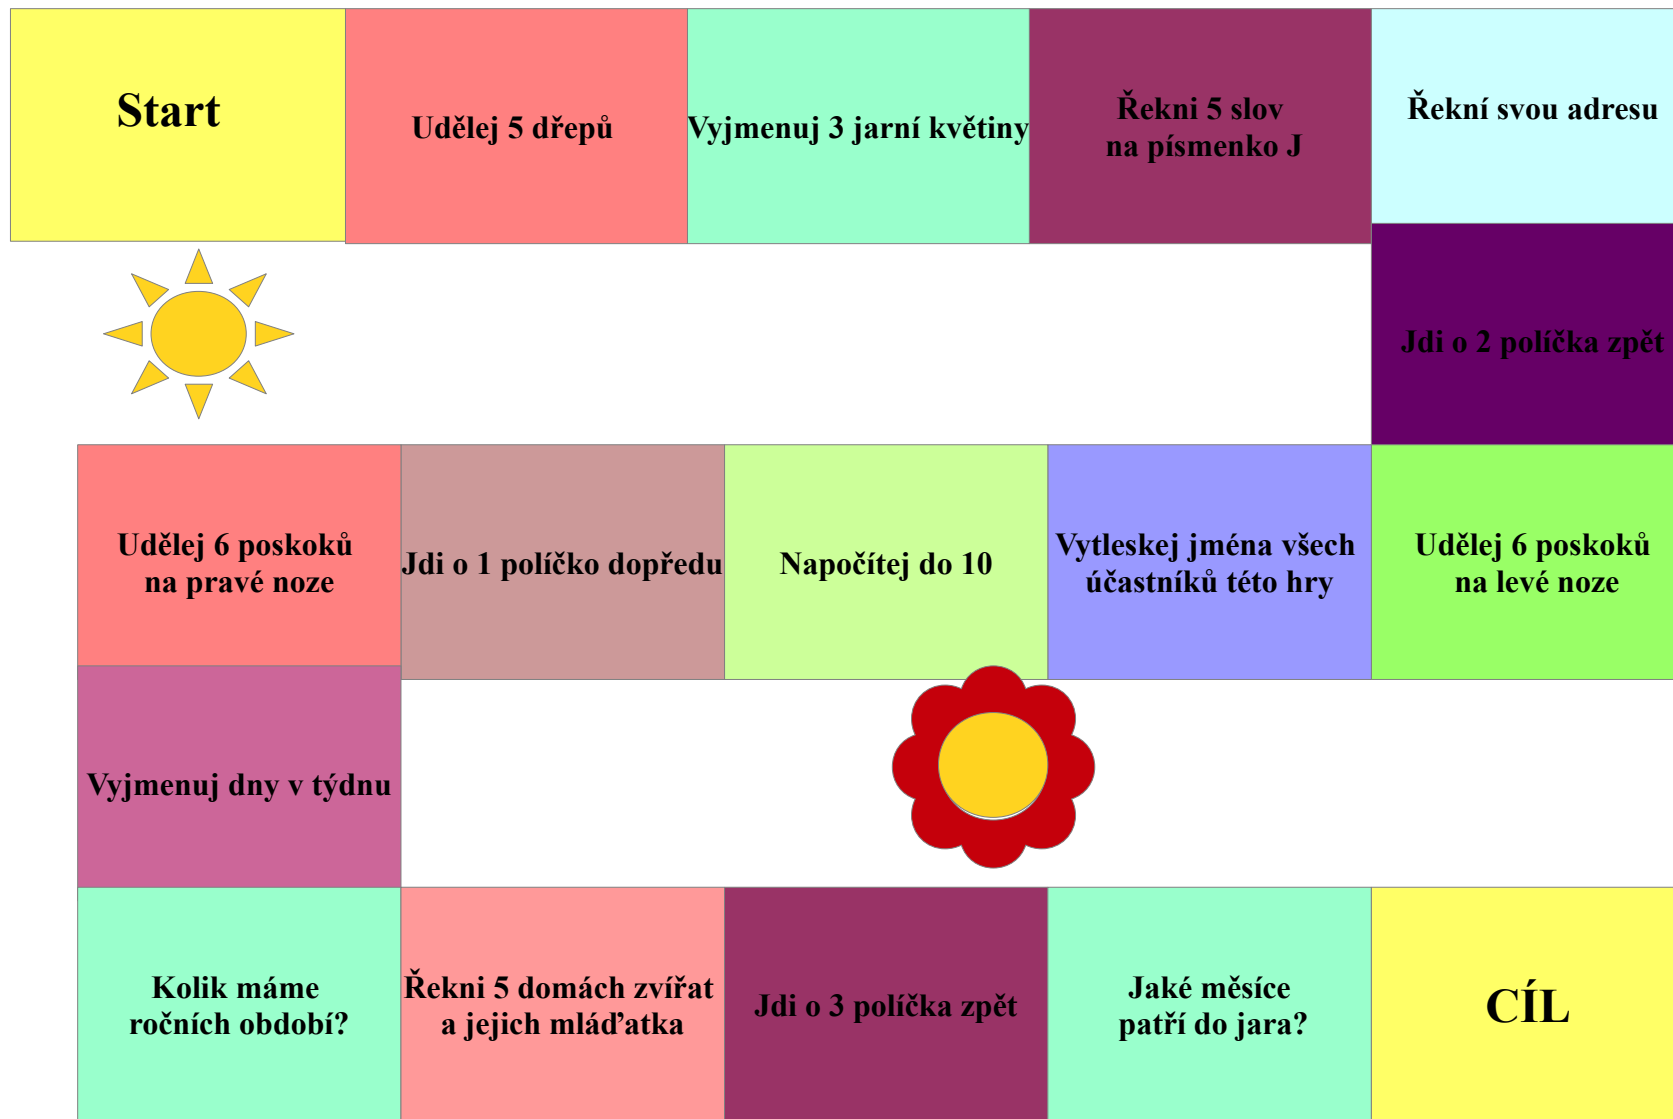 Start
Udělej 5 dřepů
Vyjmenuj 3 jarní květiny
Řekni 5 slov
na písmenko J
Řekní svou adresu
Jdi o 2 políčka zpět
Udělej 6 poskoků
na levé noze
Vytleskej jména všech
účastníků této hry
Napočítej do 10
Jdi o 1 políčko dopředu
Udělej 6 poskoků
na pravé noze
Vyjmenuj dny v týdnu
Kolik máme
ročních období?
Řekni 5 domách zvířat
a jejich mláďatka
Jdi o 3 políčka zpět
Jaké měsíce
patří do jara?
CÍL